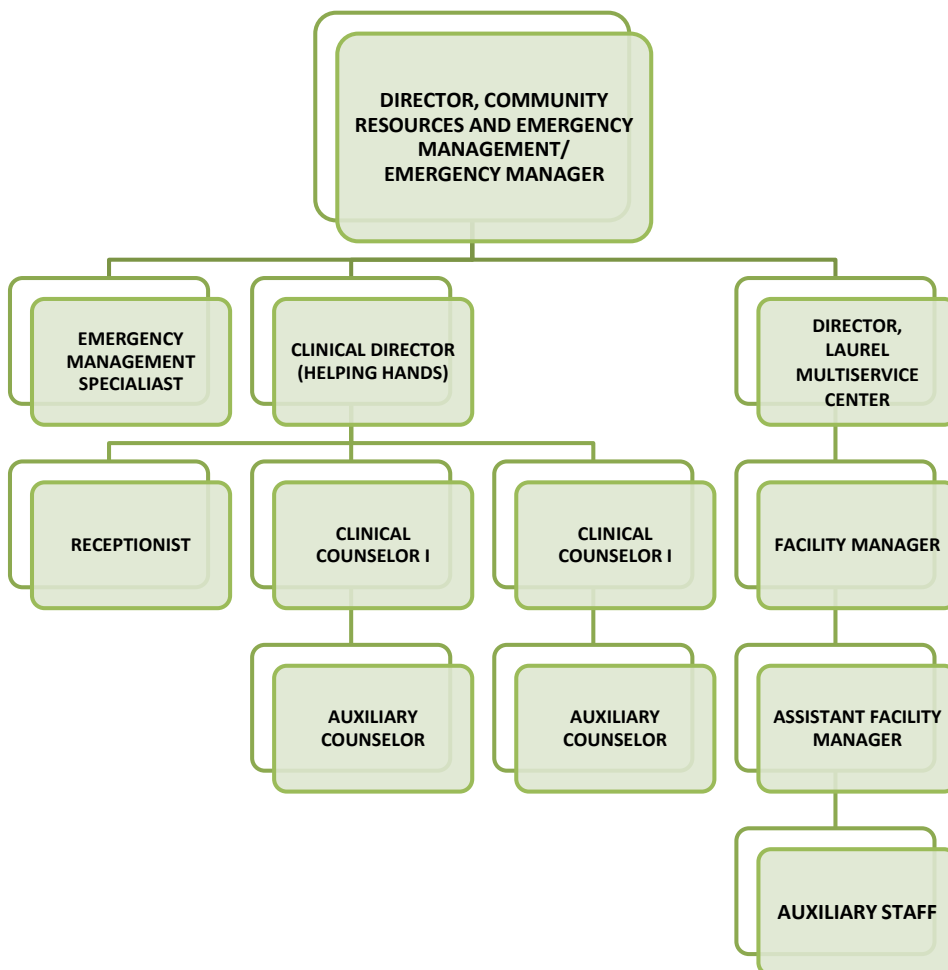 DIRECTOR, COMMUNITY
RESOURCES AND EMERGENCY
MANAGEMENT/
EMERGENCY MANAGER
EMERGENCY
MANAGEMENT
SPECIALIAST
CLINICAL DIRECTOR
(HELPING HANDS)
DIRECTOR,
LAUREL
MULTISERVICE
CENTER
RECEPTIONIST
CLINICAL
COUNSELOR I
CLINICAL
COUNSELOR I
FACILITY MANAGER
AUXILIARY
COUNSELOR
AUXILIARY
COUNSELOR
ASSISTANT FACILITY
MANAGER
AUXILIARY STAFF